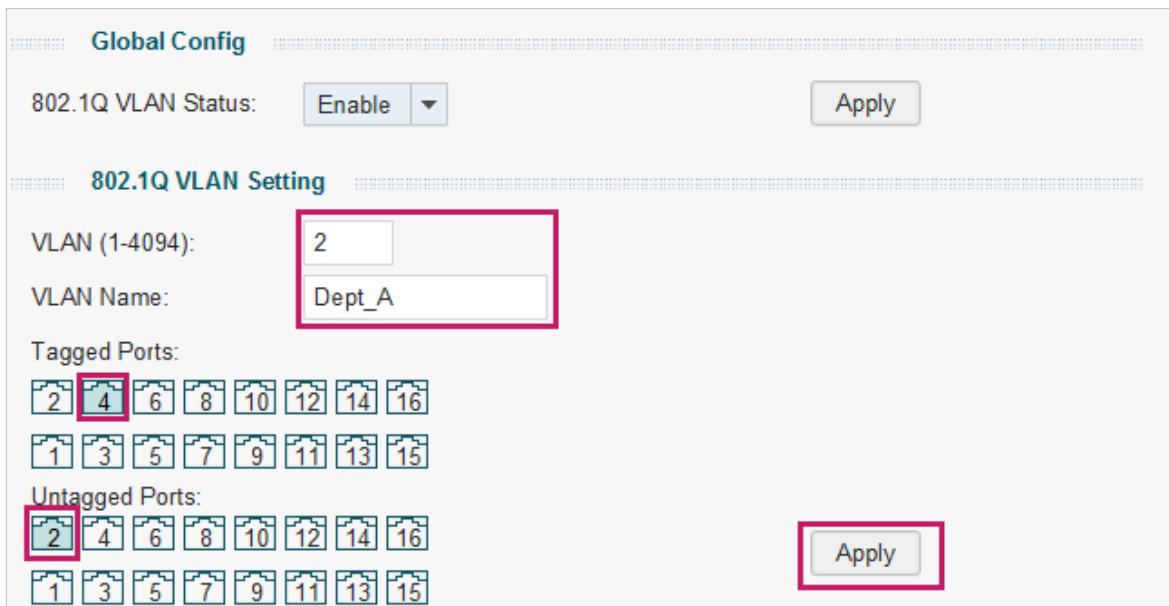 Global Config
802.1Q VLAN Status: Enable Apply
802.1Q VLAN Setting
VLAN (1-4094): 2
VLAN Name: Dept_A
Tagged Ports:
2 4 6 8 10 12 14 16
1 3 5 7 9 11 13 15
Untagged Ports:
2 4 6 8 10 12 14 16
Apply
1 3 5 7 9 11 13 15